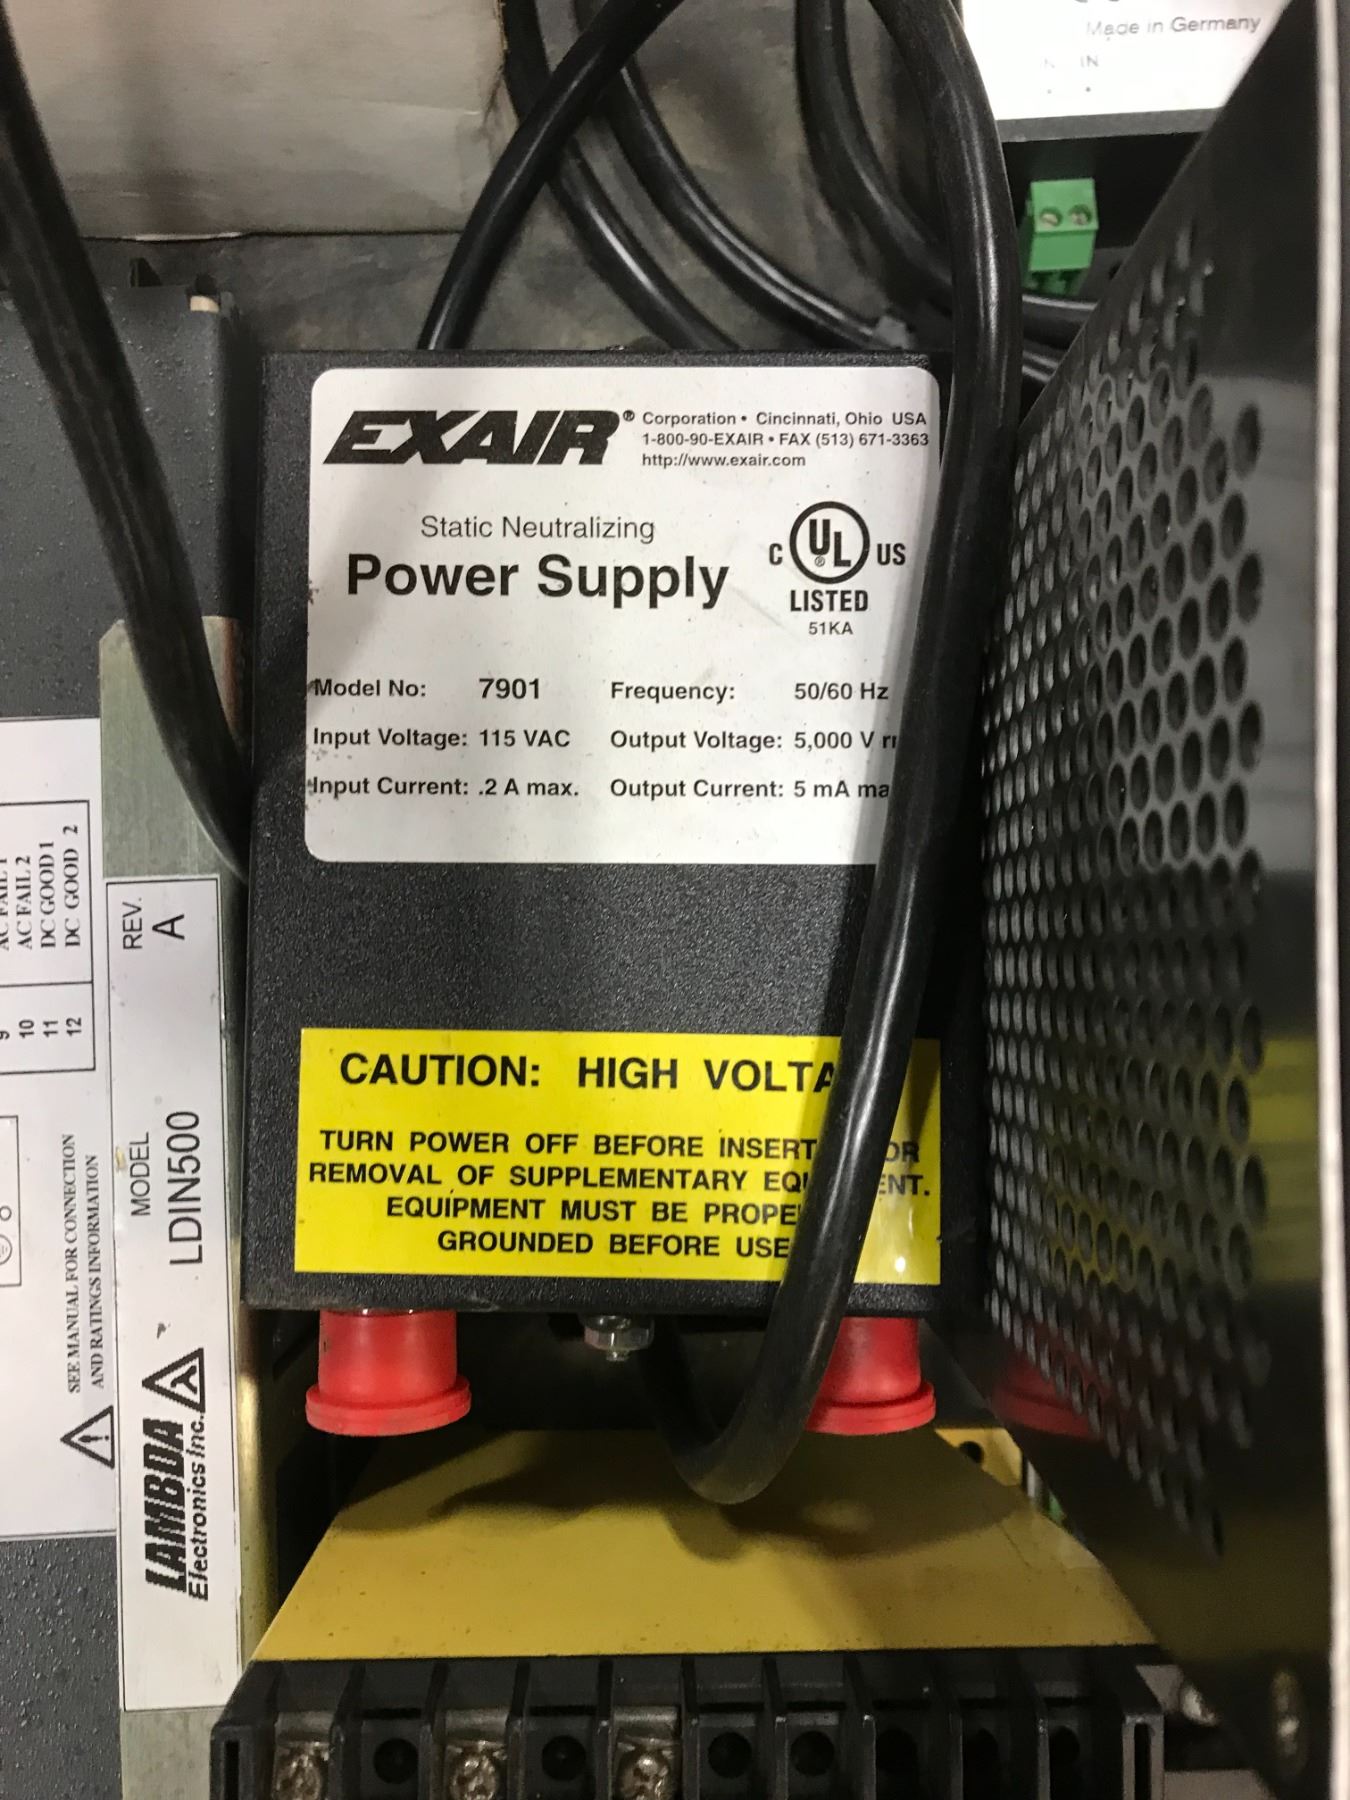 Made in Germany
IN
EXAIR® Corporation • Cincinnati, Ohio USA
1-800-90-EXAIR • FAX (513) 671-3363
http://www.exair.com
Static Neutralizing
Power Supply
C UL® US
LISTED
51KA
Model No: 7901 Frequency: 50/60 Hz
Input Voltage: 115 VAC Output Voltage: 5,000 V
Input Current: .2 A max. Output Current: 5 mA
CAUTION: HIGH
TURN POWER OFF BEFORE
REMOVAL OF SUPPLEMENTARY
EQUIPMENT MUST BE
GROUNDED BEFORE USE
9
10 AC FAIL 2
11 DC GOOD 1
12 DC GOOD 2
SEE MANUAL FOR CONNECTION
AND RATINGS INFORMATION
MODEL REV.
LDIN500 A
LAMBDA
Electronics Inc.